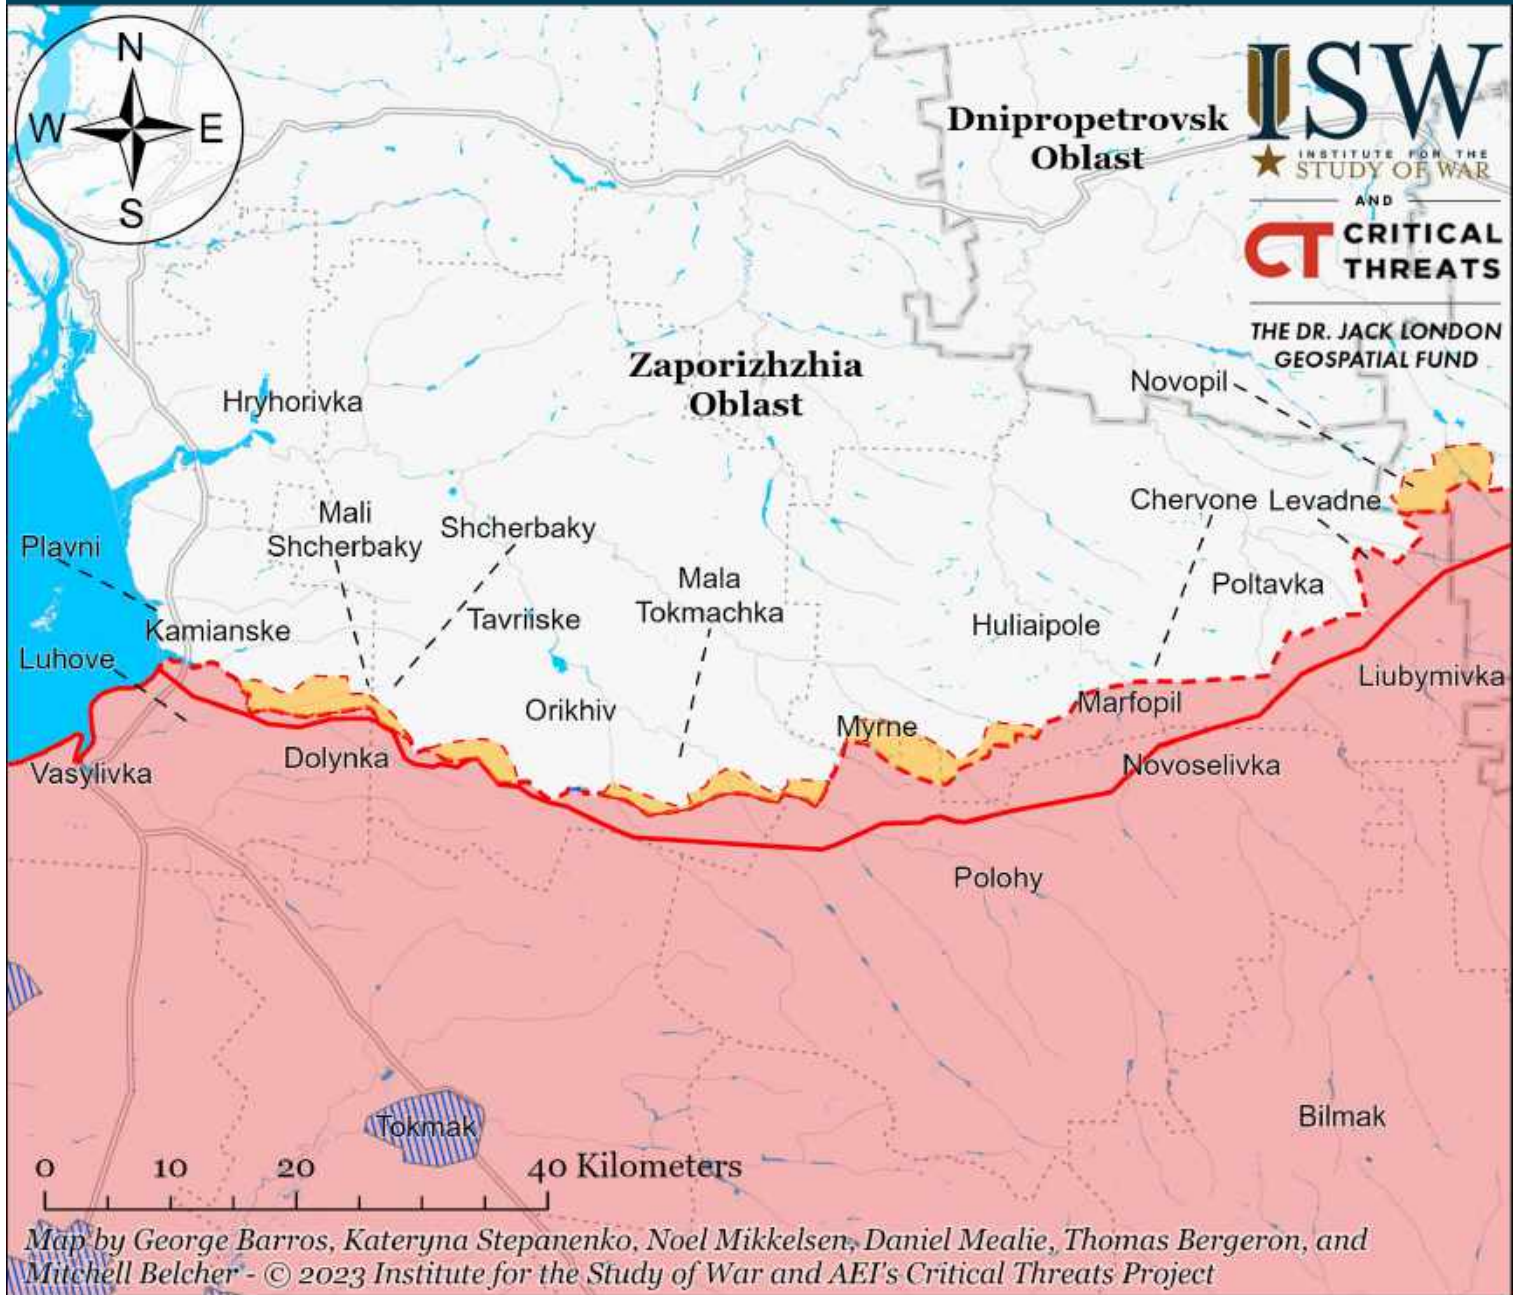 N
W E
S
Dnipropetrovsk
Oblast
ISW
INSTITUTE FOR THE
STUDY OF WAR
AND
CT CRITICAL
THREATS
THE DR. JACK LONDON
GEOSPATIAL FUND
Zaporizhzhia
Oblast
Novopil
Hryhorivka
Mali
Shcherbaky
Shcherbaky
Chervone
Levadne
Plavni
Mala
Tokmachka
Poltavka
Kamianske
Tavriiske
Huliaipole
Luhove
Liubymivka
Orikhiv
Marfopil
Myrne
Vasylivka
Dolynka
Novoselivka
Polohy
Tokmak
Bilmak
0 10 20 40 Kilometers
Map by George Barros, Kateryna Stepanenko, Noel Mikkelsen, Daniel Mealie, Thomas Bergeron, and
Mitchell Belcher - © 2023 Institute for the Study of War and AEI's Critical Threats Project